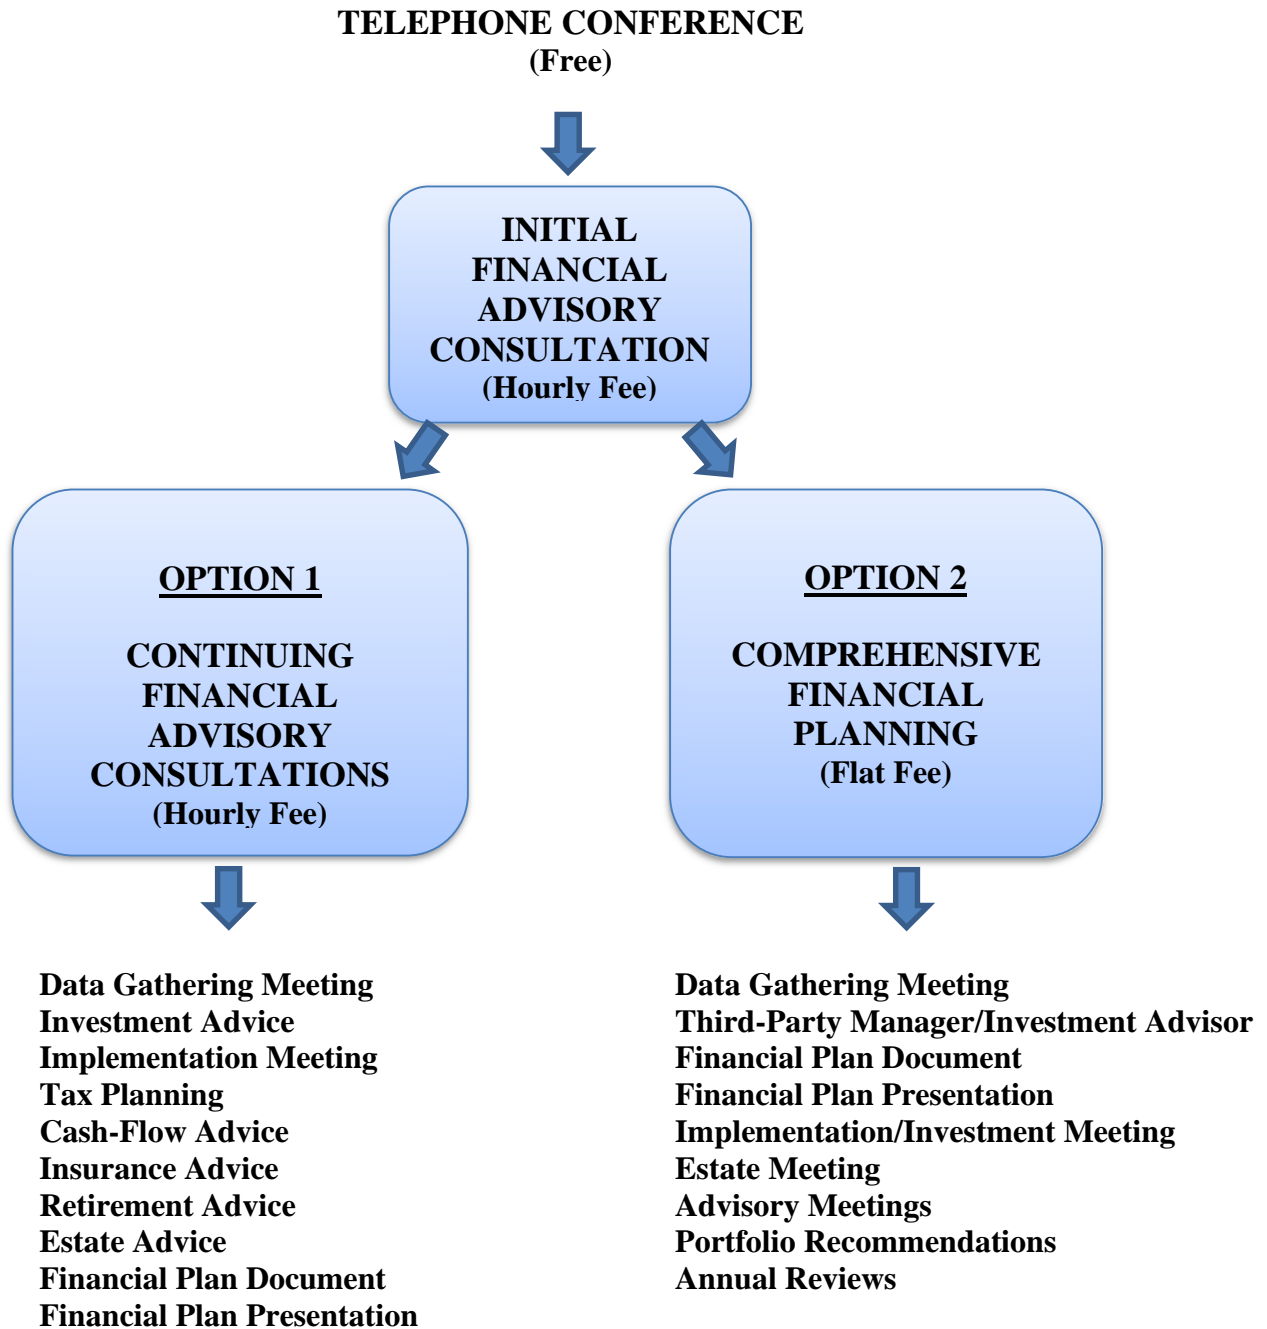 TELEPHONE CONFERENCE
(Free)
INITIAL
FINANCIAL
ADVISORY
CONSULTATION
(Hourly Fee)
OPTION 1
CONTINUING
FINANCIAL
ADVISORY
CONSULTATIONS
(Hourly Fee)
OPTION 2
COMPREHENSIVE
FINANCIAL
PLANNING
(Flat Fee)
Data Gathering Meeting
Investment Advice
Implementation Meeting
Tax Planning
Cash-Flow Advice
Insurance Advice
Retirement Advice
Estate Advice
Financial Plan Document
Financial Plan Presentation
Data Gathering Meeting
Third-Party Manager/Investment Advisor
Financial Plan Document
Financial Plan Presentation
Implementation/Investment Meeting
Estate Meeting
Advisory Meetings
Portfolio Recommendations
Annual Reviews